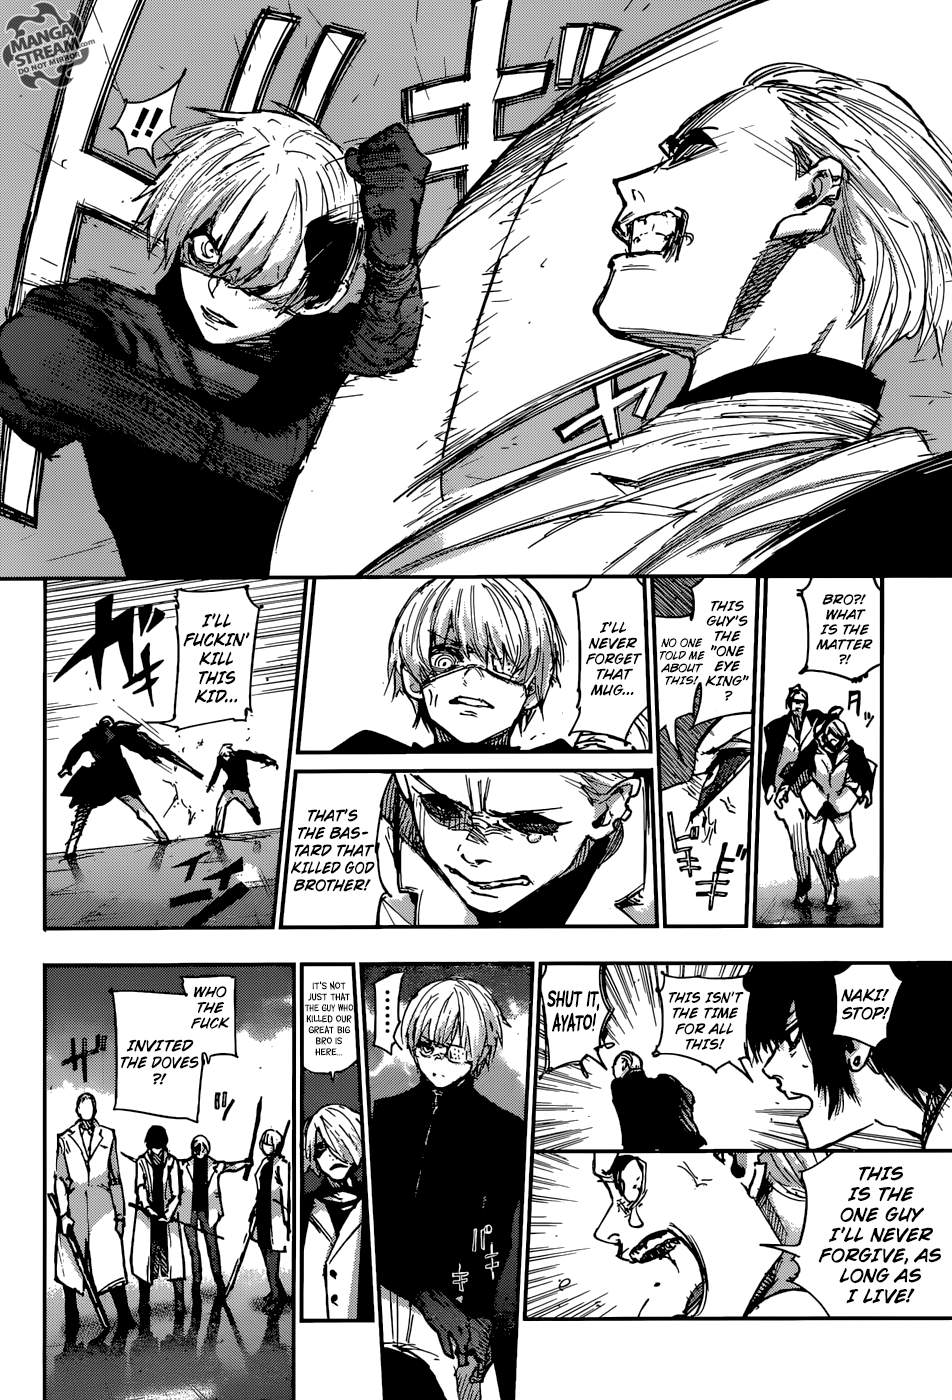 MANGA
STREAM.com
DO NOT MIRROR
!!
BRO?!
WHAT
IS THE
MATTER
?!
THIS
GUY'S THE
"ONE
EYE
KING"
?
NO ONE
TOLD ME
ABOUT
THIS!
I'LL
NEVER
FORGET
THAT
MUG...
THAT'S
THE BAS-
TARD THAT
KILLED GOD
BROTHER!
I'LL
FUCKIN'
KILL
THIS
KID...
NAKI!
STOP!
THIS ISN'T
THE TIME
FOR ALL
THIS!
SHUT IT,
AYATO!
THIS
IS THE
ONE GUY
I'LL NEVER
FORGIVE, AS
LONG AS
I LIVE!
IT'S NOT
JUST THAT
THE GUY WHO
KILLED OUR
GREAT BIG
BRO IS
HERE...
WHO
THE
FUCK
INVITED
THE DOVES
?!